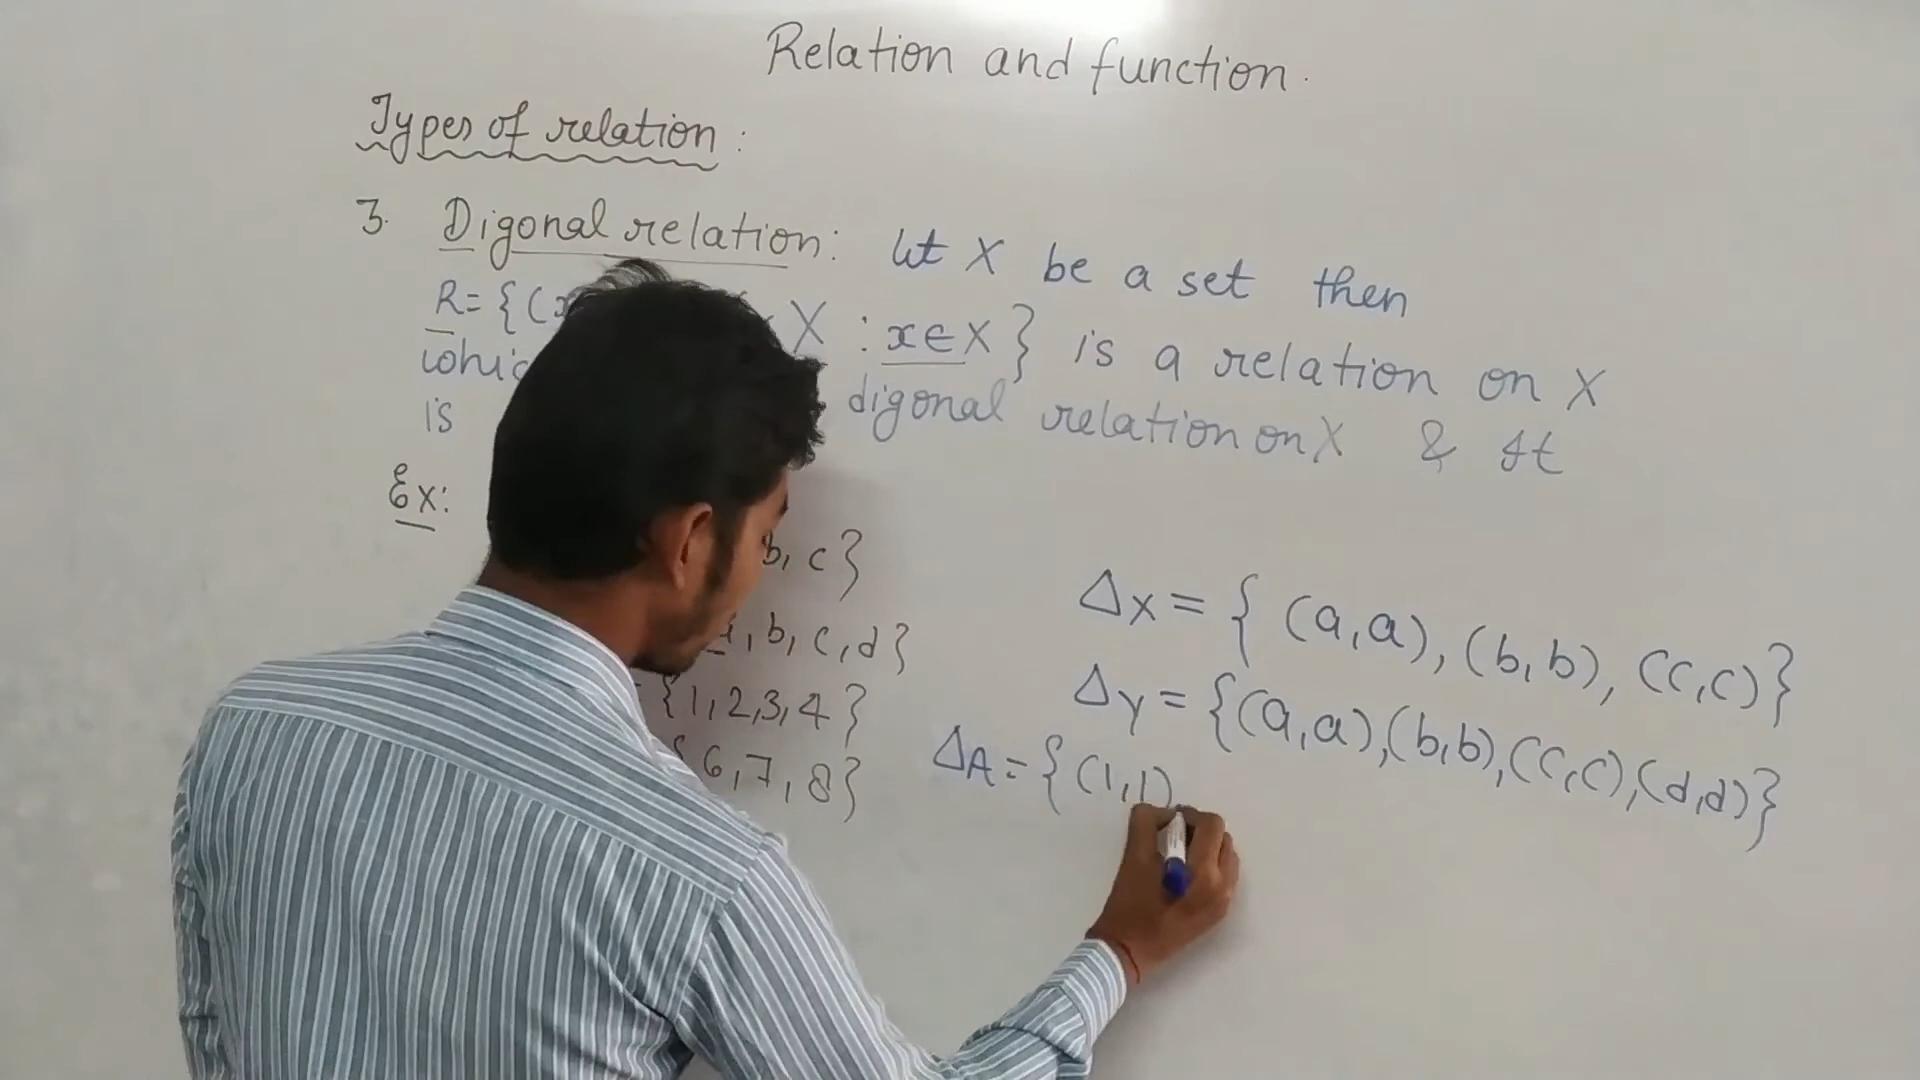 Relation and function.
Types of relation:
3. Digonal relation: let X be a set then
R = {(x X : x∈X} is a relation on X
digonal relation on X & It
is
Ex:
b, c}
, b, c, d}
{1, 2, 3, 4}
6, 7, 8}
Δx = { (a, a), (b, b), (c, c)}
Δy = {(a, a), (b, b), (c, c), (d, d)}
ΔA = {(1, 1),